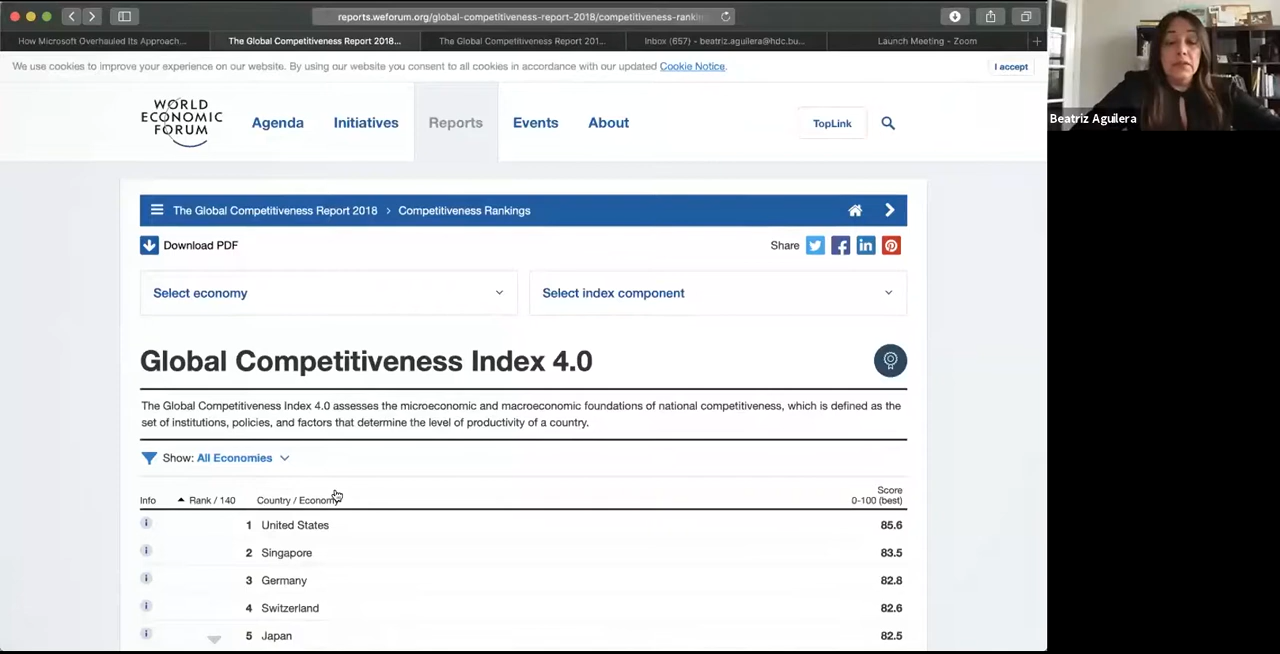 reports.weforum.org/global-competitiveness-report-2018/competitiveness-rankin
How Microsoft Overhauled Its Approach...
The Global Competitiveness Report 2018...
The Global Competitiveness Report 201...
Inbox (657) - beatriz.aguilera@hdc.bu...
Launch Meeting - Zoom
We use cookies to improve your experience on our website. By using our website you consent to all cookies in accordance with our updated Cookie Notice.
I accept
WORLD
ECONOMIC
FORUM
Agenda
Initiatives
Reports
Events
About
TopLink
Beatriz Aguilera
The Global Competitiveness Report 2018 › Competitiveness Rankings
Download PDF
Share
Select economy
Select index component
Global Competitiveness Index 4.0
The Global Competitiveness Index 4.0 assesses the microeconomic and macroeconomic foundations of national competitiveness, which is defined as the
set of institutions, policies, and factors that determine the level of productivity of a country.
Show: All Economies
Info Rank / 140 Country / Economy Score
0-100 (best)
1 United States 85.6
2 Singapore 83.5
3 Germany 82.8
4 Switzerland 82.6
5 Japan 82.5